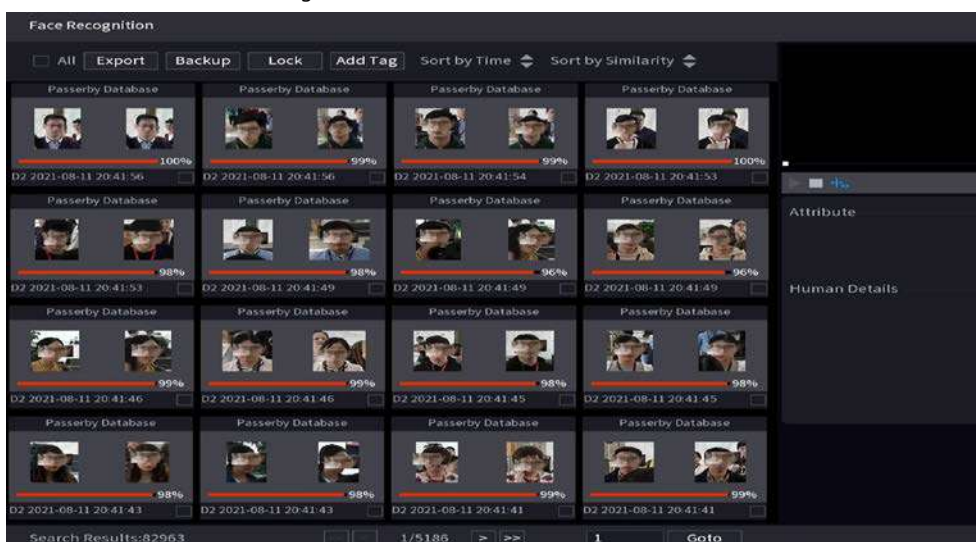 Face Recognition
All Export Backup Lock Add Tag Sort by Time Sort by Similarity
Passerby Database Passerby Database Passerby Database Passerby Database
100% 99% 99% 100%
D2 2021-08-11 20:41:56 D2 2021-08-11 20:41:56 D2 2021-08-11 20:41:54 D2 2021-08-11 20:41:53
Attribute
Passerby Database Passerby Database Passerby Database Passerby Database
98% 98% 96% 96%
D2 2021-08-11 20:41:53 D2 2021-08-11 20:41:49 D2 2021-08-11 20:41:49 D2 2021-08-11 20:41:49
Human Details
Passerby Database Passerby Database Passerby Database Passerby Database
99% 99% 98% 98%
D2 2021-08-11 20:41:46 D2 2021-08-11 20:41:46 D2 2021-08-11 20:41:45 D2 2021-08-11 20:41:45
Passerby Database Passerby Database Passerby Database Passerby Database
98% 98% 99% 99%
D2 2021-08-11 20:41:43 D2 2021-08-11 20:41:43 D2 2021-08-11 20:41:41 D2 2021-08-11 20:41:41
Search Results:82963 1/5186 > >> 1 Goto